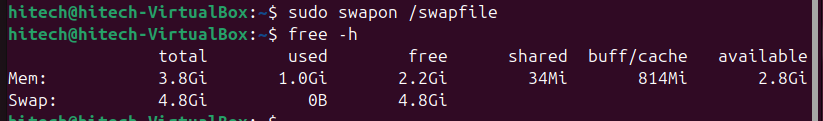 hitech@hitech-VirtualBox:~$ sudo swapon /swapfile
hitech@hitech-VirtualBox:~$ free -h
total used free shared buff/cache available
Mem: 3.8Gi 1.0Gi 2.2Gi 34Mi 814Mi 2.8Gi
Swap: 4.8Gi 0B 4.8Gi
hitech@hitech-VirtualBox:~$